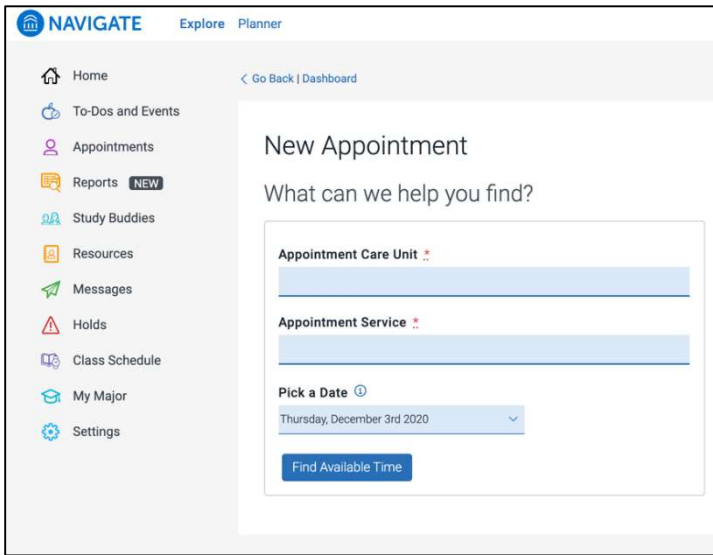 NAVIGATE
Explore Planner
Home
To-Dos and Events
Appointments
Reports NEW
Study Buddies
Resources
Messages
Holds
Class Schedule
My Major
Settings
< Go Back | Dashboard
New Appointment
What can we help you find?
Appointment Care Unit *
Appointment Service *
Pick a Date
Thursday, December 3rd 2020
Find Available Time